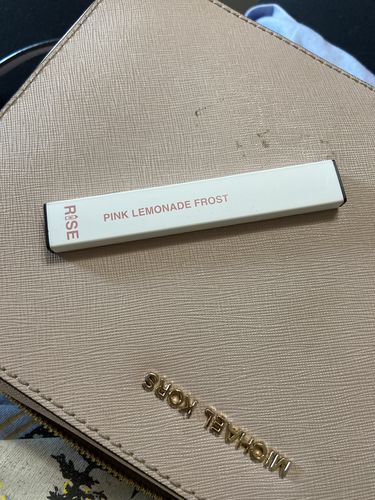 RISE
PINK LEMONADE FROST
MICHAEL KORS